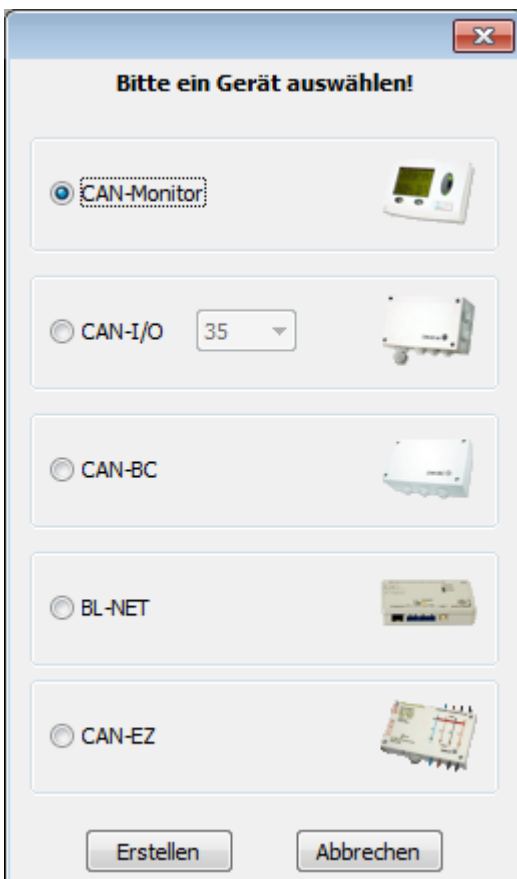 Bitte ein Gerät auswählen!
CAN-Monitor
CAN-I/O 35
CAN-BC
BL-NET
CAN-EZ
Erstellen Abbrechen